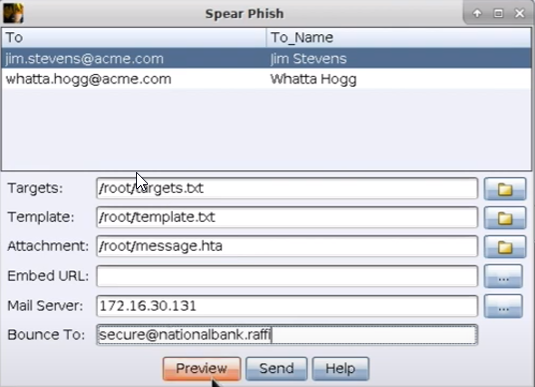 Spear Phish
To To_Name
jim.stevens@acme.com Jim Stevens
whatta.hogg@acme.com Whatta Hogg
Targets: /root/targets.txt
Template: /root/template.txt
Attachment: /root/message.hta
Embed URL: ...
Mail Server: 172.16.30.131 ...
Bounce To: secure@nationalbank.raffi
Preview Send Help